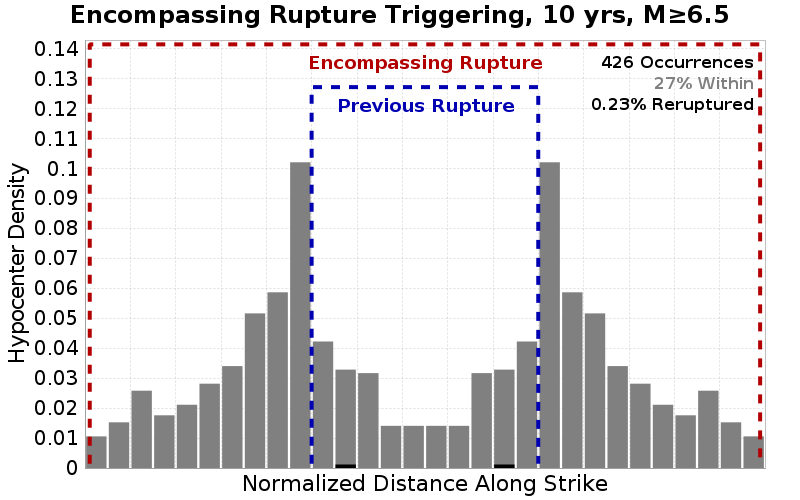 Encompassing Rupture Triggering, 10 yrs, M≥6.5
Encompassing Rupture
426 Occurrences
27% Within
0.23% Reruptured
Previous Rupture
Hypocenter Density
0.14
0.13
0.12
0.11
0.1
0.09
0.08
0.07
0.06
0.05
0.04
0.03
0.02
0.01
0
Normalized Distance Along Strike